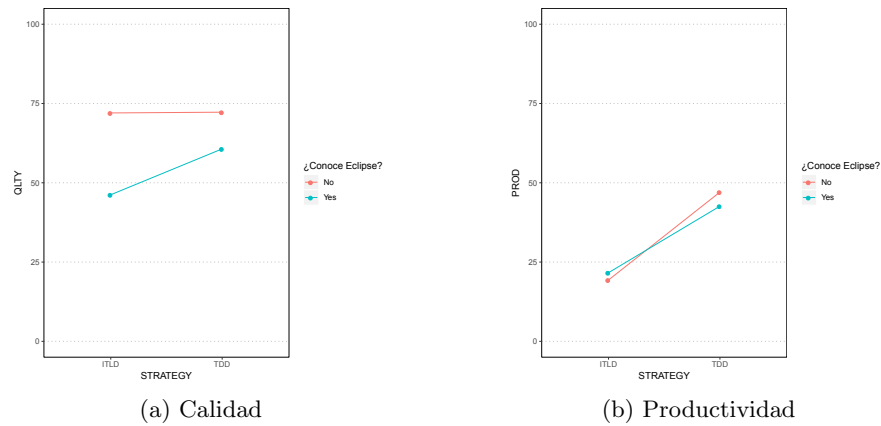 100
75
50
25
0
QLTY
ITLD
TDD
STRATEGY
¿Conoce Eclipse?
No
Yes
(a) Calidad
100
75
50
25
0
PROD
ITLD
TDD
STRATEGY
¿Conoce Eclipse?
No
Yes
(b) Productividad